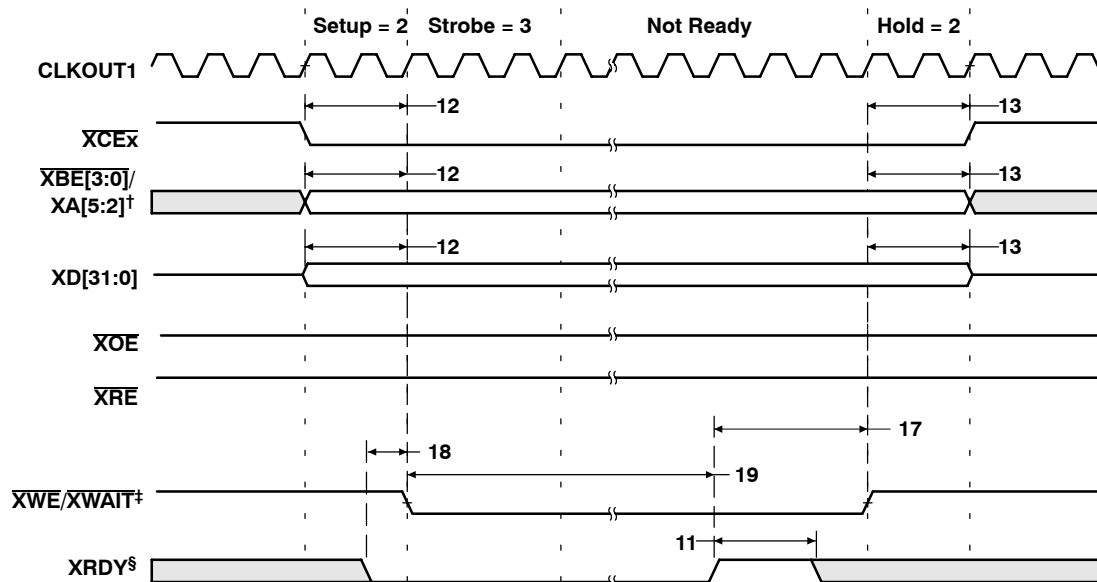 Setup = 2 Strobe = 3 Not Ready Hold = 2
CLKOUT1
12 13
XCEx
XBE[3:0]/
XA[5:2]†
12 13
12 13
XD[31:0]
XOE
XRE
17
18
19
XWE/XWAIT‡
11
XRDY§